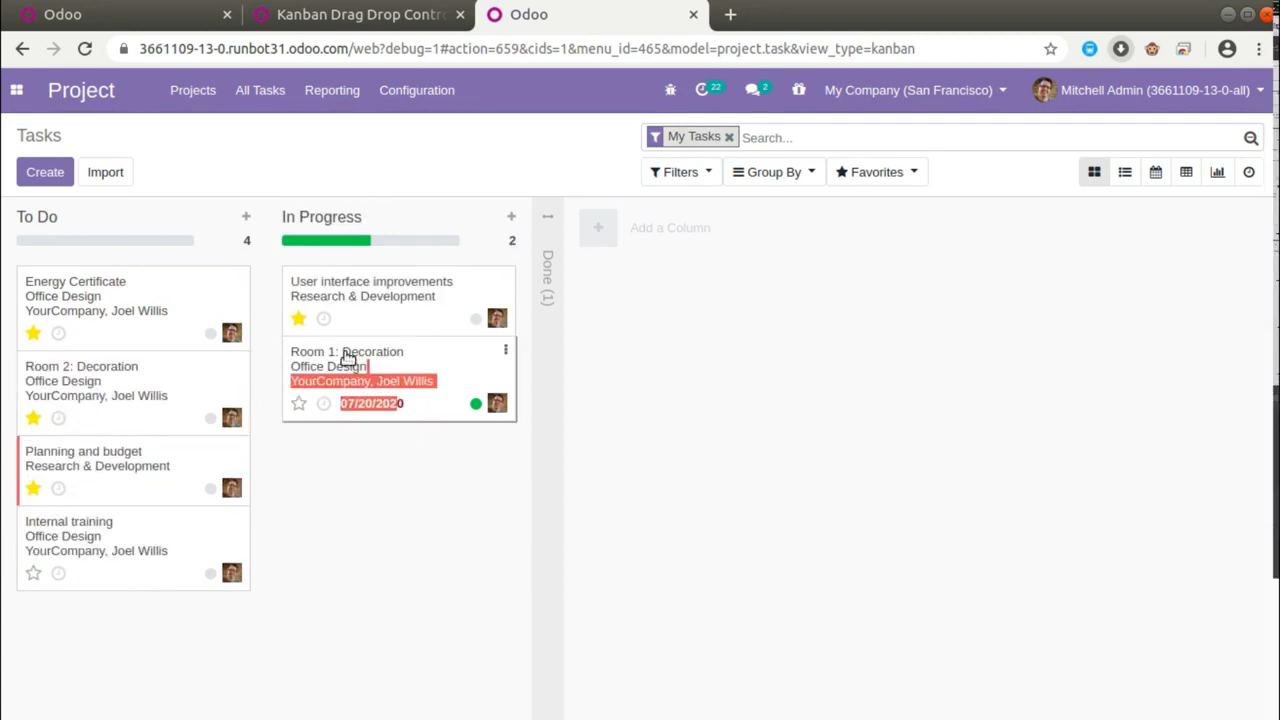 Odoo
Kanban Drag Drop Contr
Odoo
3661109-13-0.runbot31.odoo.com/web?debug=1#action=659&cids=1&menu_id=465&model=project.task&view_type=kanban
Project
Projects
All Tasks
Reporting
Configuration
22
2
My Company (San Francisco)
Mitchell Admin (3661109-13-0-all)
Tasks
My Tasks
Search...
Create
Import
Filters
Group By
Favorites
To Do
4
Energy Certificate
Office Design
YourCompany, Joel Willis
Room 2: Decoration
Office Design
YourCompany, Joel Willis
Planning and budget
Research & Development
Internal training
Office Design
YourCompany, Joel Willis
In Progress
2
User interface improvements
Research & Development
Room 1: Decoration
Office Design
YourCompany, Joel Willis
07/20/2020
Done (1)
Add a Column